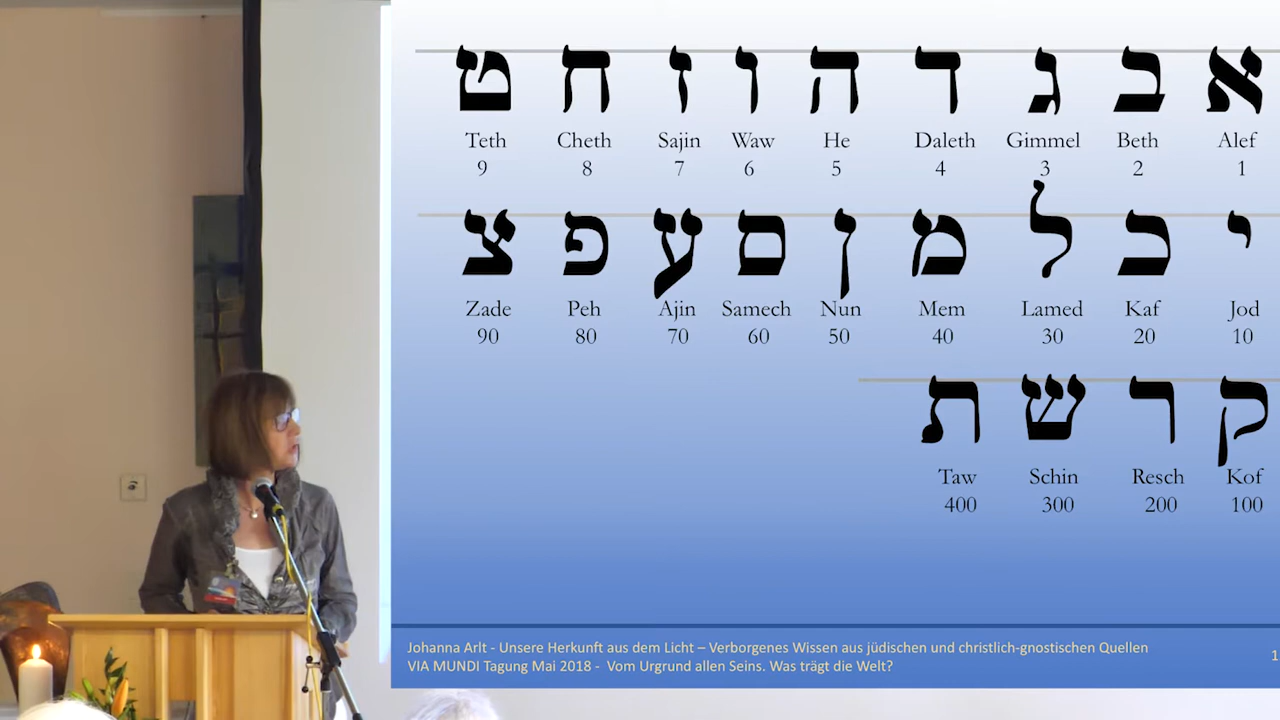 א ב ג ד ה ו ז ח ט
Teth Cheth Sajin Waw He Daleth Gimmel Beth Alef
9 8 7 6 5 4 3 2 1
י כ ל מ ן ם ע פ צ
Zade Peh Ajin Samech Nun Mem Lamed Kaf Jod
90 80 70 60 50 40 30 20 10
ק ר ש ת
Taw Schin Resch Kof
400 300 200 100
Johanna Arlt - Unsere Herkunft aus dem Licht – Verborgenes Wissen aus jüdischen und christlich-gnostischen Quellen
VIA MUNDI Tagung Mai 2018 - Vom Urgrund allen Seins. Was trägt die Welt?
1